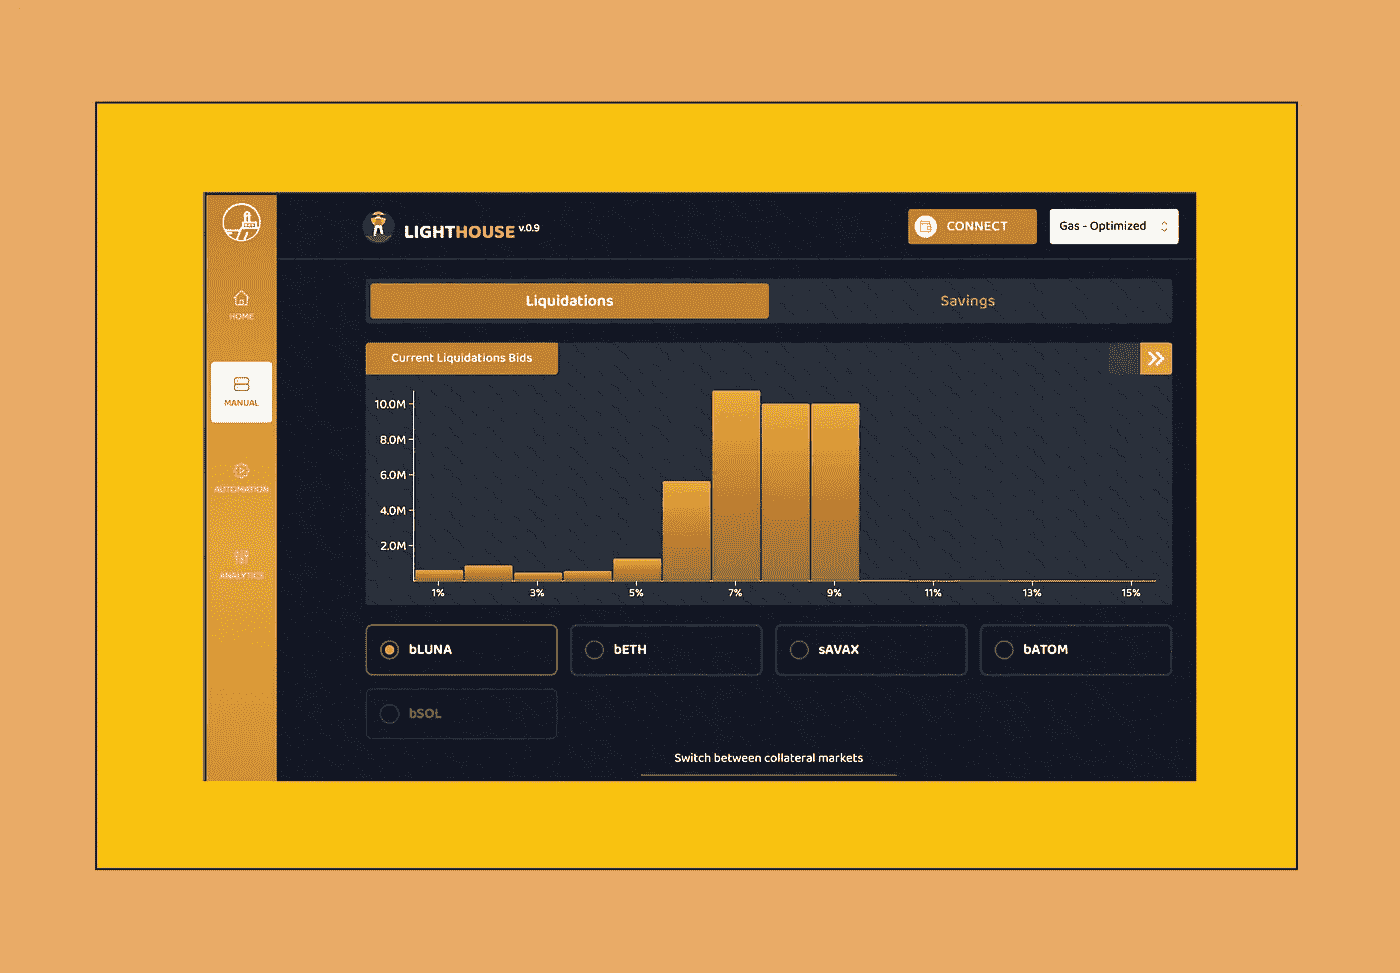 LIGHTHOUSE v.0.9
CONNECT
Gas - Optimized
HOME
MANUAL
AUTOMATION
ANALYTICS
Liquidations
Savings
Current Liquidations Bids
10.0M
8.0M
6.0M
4.0M
2.0M
1% 3% 5% 7% 9% 11% 13% 15%
bLUNA
bETH
sAVAX
bATOM
bSOL
Switch between collateral markets